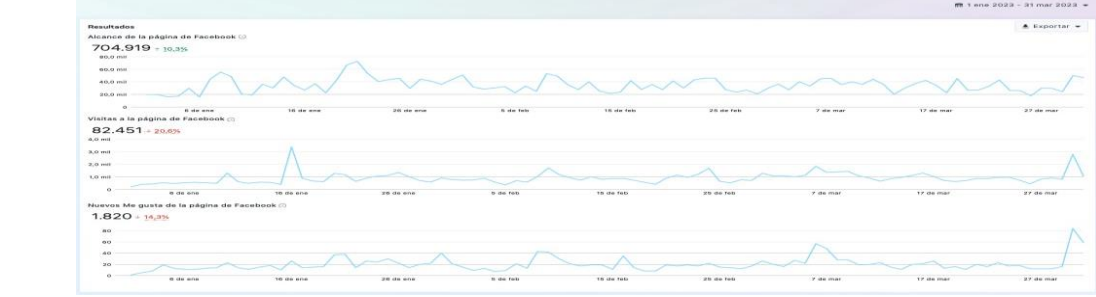 1 ene 2023 - 31 mar 2023
Resultados
Exportar
Alcance de la página de Facebook
704.919 10,3%
80,0 mil
60,0 mil
40,0 mil
20,0 mil
0
6 de ene 16 de ene 26 de ene 5 de feb 15 de feb 25 de feb 7 de mar 17 de mar 27 de mar
Visitas a la página de Facebook
82.451 20,6%
4,0 mil
3,0 mil
2,0 mil
1,0 mil
0
6 de ene 16 de ene 26 de ene 5 de feb 15 de feb 25 de feb 7 de mar 17 de mar 27 de mar
Nuevos Me gusta de la página de Facebook
1.820 14,3%
80
60
40
20
0
6 de ene 16 de ene 26 de ene 5 de feb 15 de feb 25 de feb 7 de mar 17 de mar 27 de mar